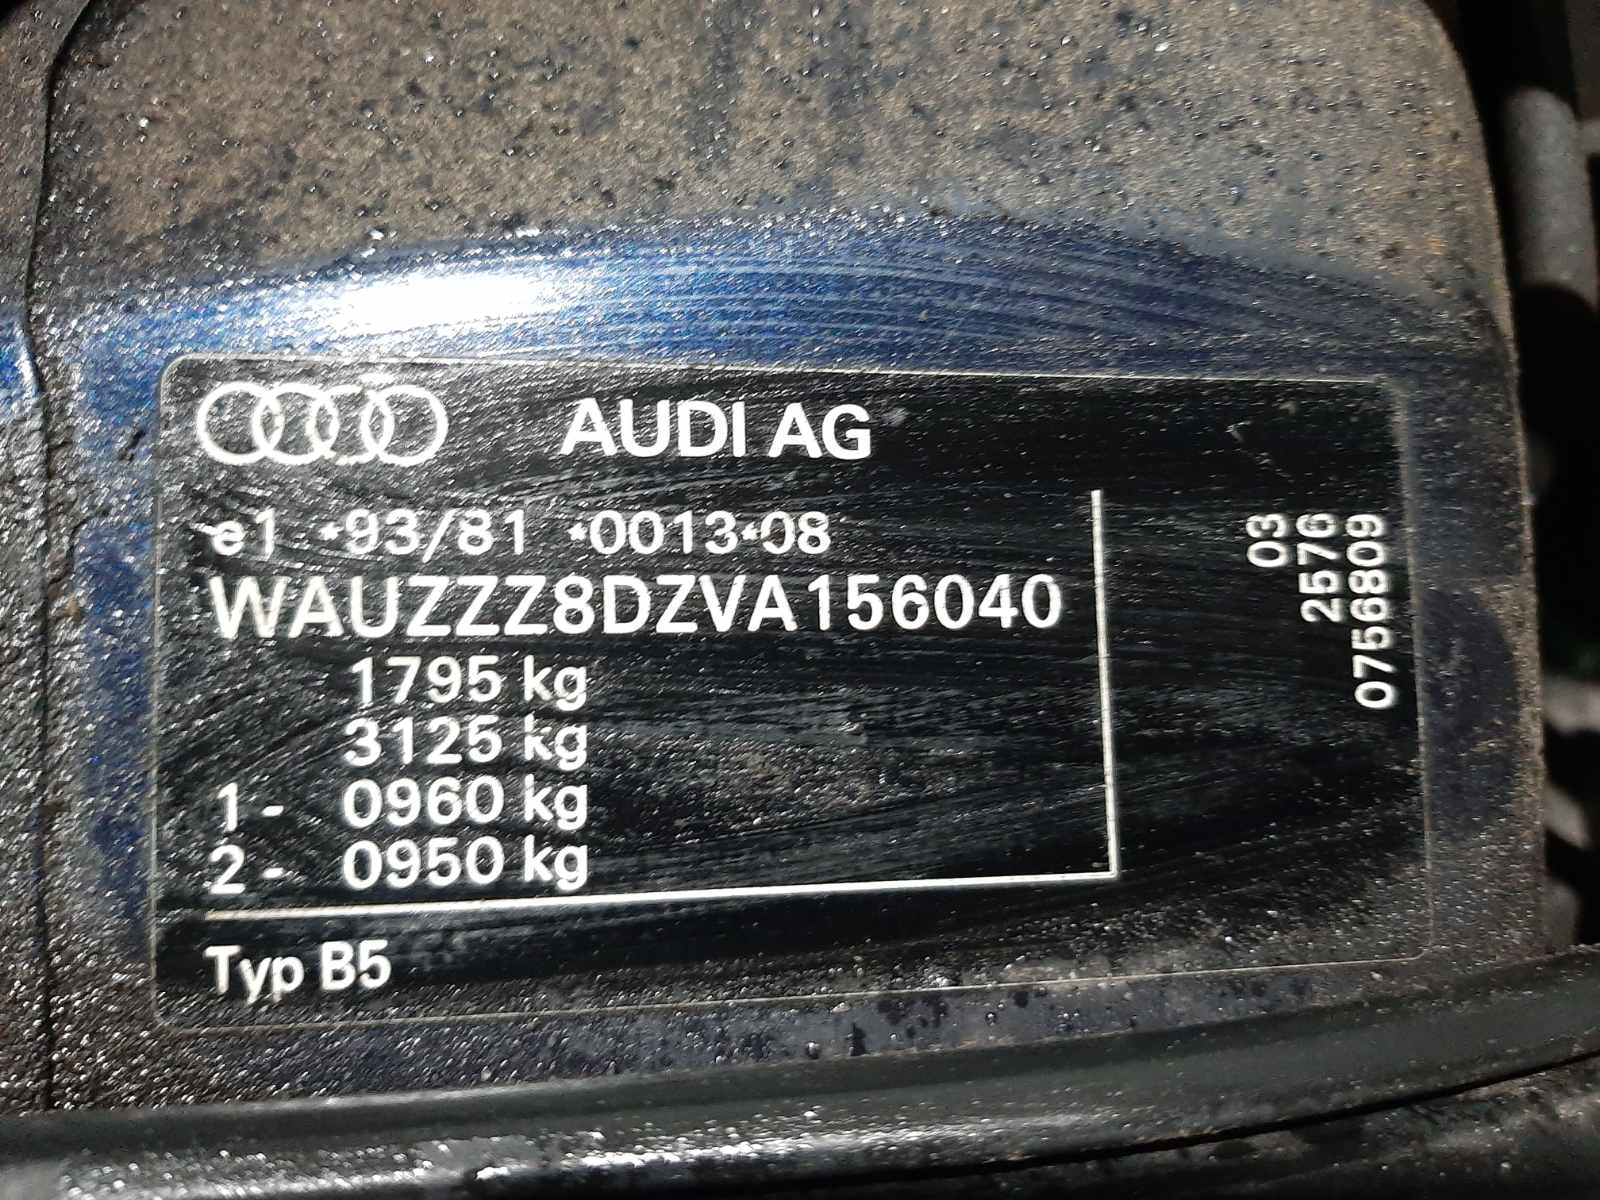 AUDI AG
e1 *93/81 *0013*08
WAUZZZ8DZVA156040
1795 kg
3125 kg
1- 0960 kg
2- 0950 kg
Typ B5
03
2576
0756809